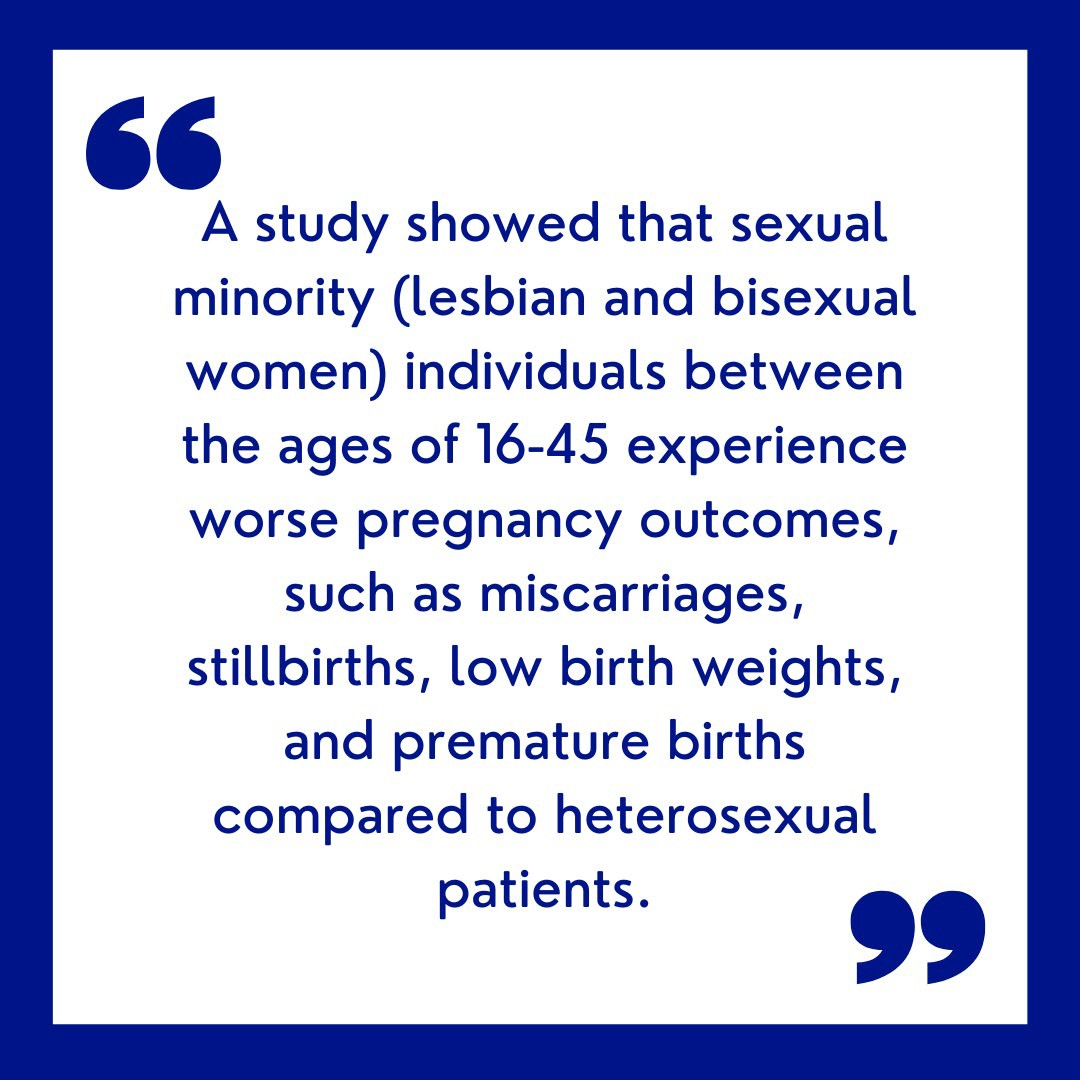 “
A study showed that sexual
minority (lesbian and bisexual
women) individuals between
the ages of 16-45 experience
worse pregnancy outcomes,
such as miscarriages,
stillbirths, low birth weights,
and premature births
compared to heterosexual
patients.
”